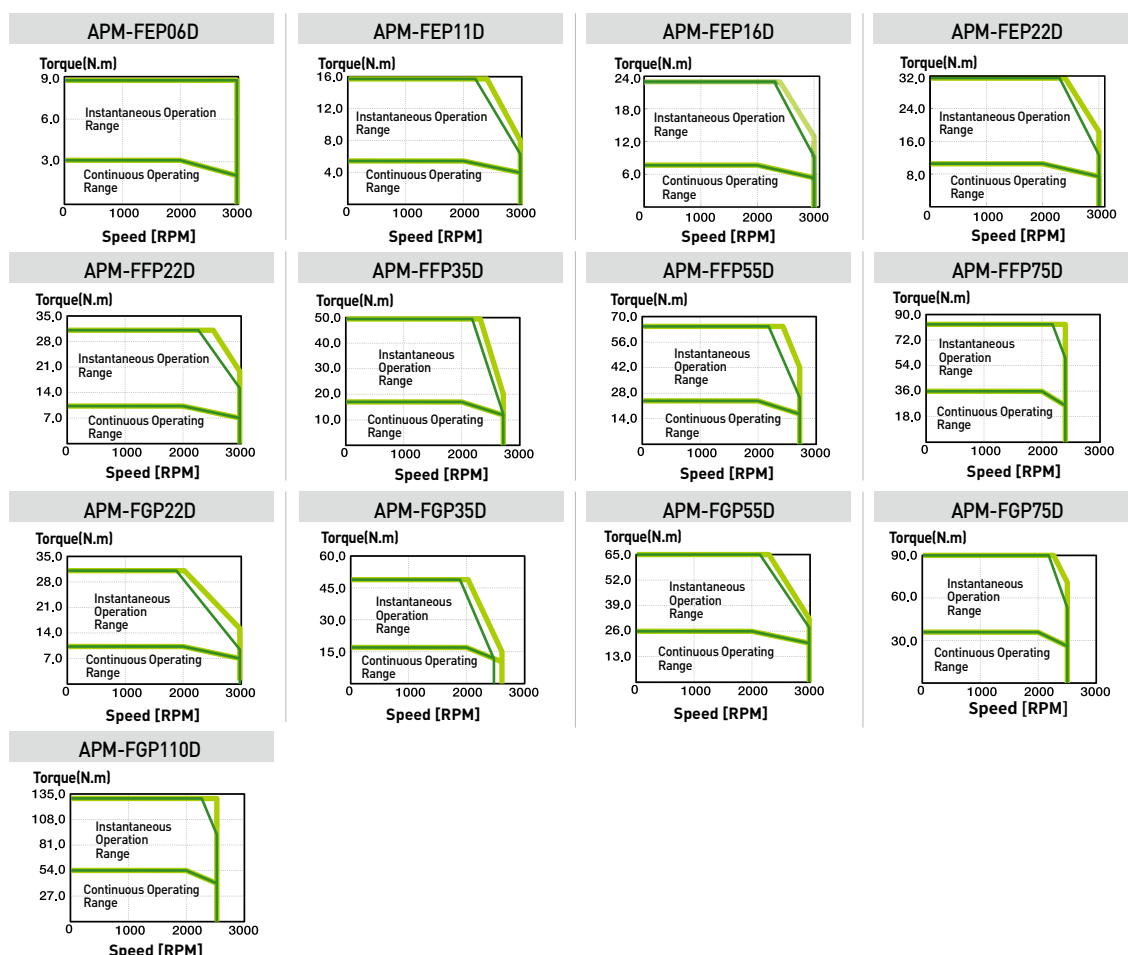 APM-FEP06D
Torque(N.m)
9.0
6.0
3.0
Instantaneous Operation
Range
Continuous Operating
Range
0 1000 2000 3000
Speed [RPM]
APM-FEP11D
Torque(N.m)
16.0
12.0
8.0
4.0
Instantaneous Operation
Range
Continuous Operating
Range
0 1000 2000 3000
Speed [RPM]
APM-FEP16D
Torque(N.m)
24.0
18.0
12.0
6.0
Instantaneous Operation
Range
Continuous Operating
Range
0 1000 2000 3000
Speed [RPM]
APM-FEP22D
Torque(N.m)
32.0
24.0
16.0
8.0
Instantaneous Operation
Range
Continuous Operating
Range
0 1000 2000 3000
Speed [RPM]
APM-FFP22D
Torque(N.m)
35.0
28.0
21.0
14.0
7.0
Instantaneous Operation
Range
Continuous Operating
Range
0 1000 2000 3000
Speed [RPM]
APM-FFP35D
Torque(N.m)
50.0
40.0
30.0
20.0
10.0
Instantaneous
Operation
Range
Continuous Operating
Range
0 1000 2000 3000
Speed [RPM]
APM-FFP55D
Torque(N.m)
70.0
56.0
42.0
28.0
14.0
Instantaneous
Operation
Range
Continuous Operating
Range
0 1000 2000 3000
Speed [RPM]
APM-FFP75D
Torque(N.m)
90.0
72.0
54.0
36.0
18.0
Instantaneous
Operation
Range
Continuous Operating
Range
0 1000 2000 3000
Speed [RPM]
APM-FGP22D
Torque(N.m)
35.0
28.0
21.0
14.0
7.0
Instantaneous
Operation
Range
Continuous Operating
Range
0 1000 2000 3000
Speed [RPM]
APM-FGP35D
Torque(N.m)
60.0
45.0
30.0
15.0
Instantaneous
Operation
Range
Continuous Operating
Range
0 1000 2000 3000
Speed [RPM]
APM-FGP55D
Torque(N.m)
65.0
52.0
39.0
26.0
13.0
Instantaneous
Operation
Range
Continuous Operating
Range
0 1000 2000 3000
Speed [RPM]
APM-FGP75D
Torque(N.m)
90.0
60.0
30.0
Instantaneous
Operation
Range
Continuous Operating
Range
0 1000 2000 3000
Speed [RPM]
APM-FGP110D
Torque(N.m)
135.0
108.0
81.0
54.0
27.0
Instantaneous
Operation
Range
Continuous Operating
Range
0 1000 2000 3000
Speed [RPM]